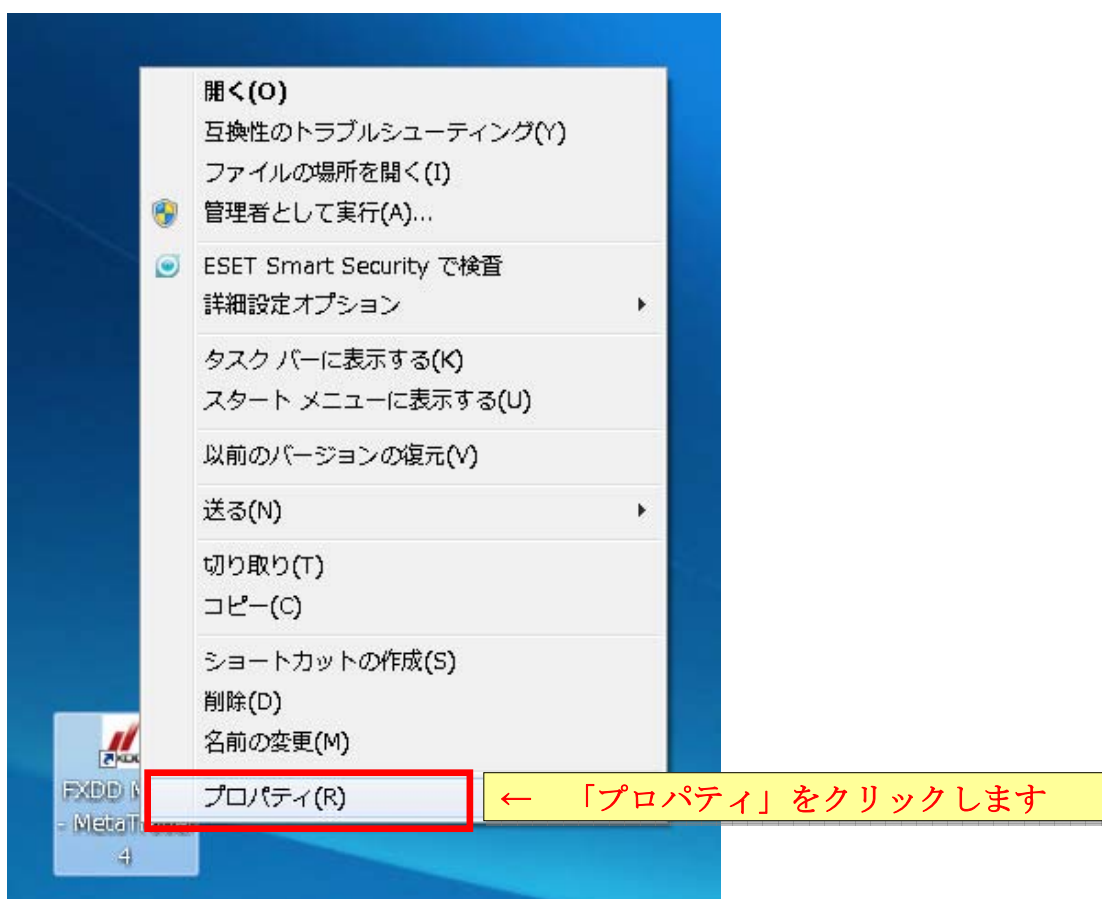 開く(O)
互換性のトラブルシューティング(Y)
ファイルの場所を開く(I)
管理者として実行(A)...
ESET Smart Security で検査
詳細設定オプション
タスク バーに表示する(K)
スタート メニューに表示する(U)
以前のバージョンの復元(V)
送る(N)
切り取り(T)
コピー(C)
ショートカットの作成(S)
削除(D)
名前の変更(M)
プロパティ(R)
← 「プロパティ」をクリックします
FXDD
- MetaT
4